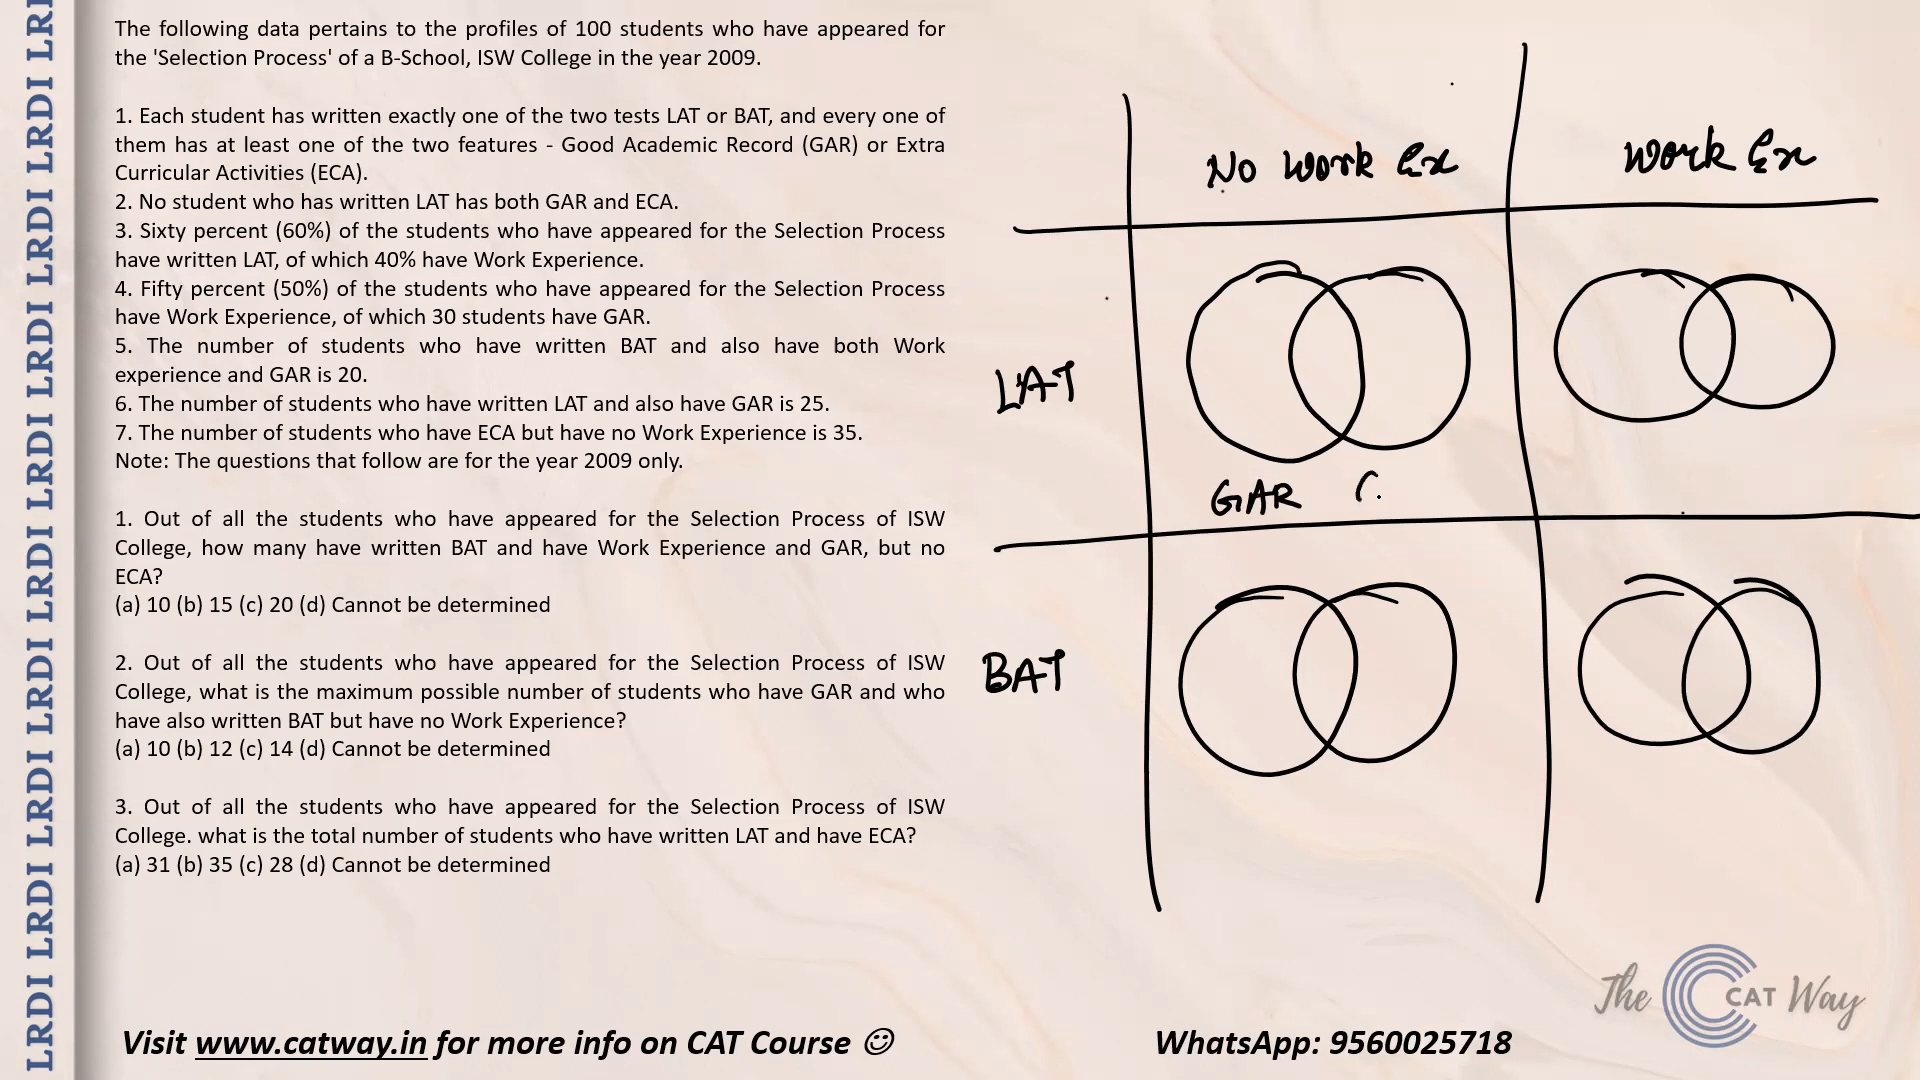 LRDI LRDI LRDI LRDI LRDI LRDI LRDI LRDI LRDI LRI
The following data pertains to the profiles of 100 students who have appeared for
the 'Selection Process' of a B-School, ISW College in the year 2009.
1. Each student has written exactly one of the two tests LAT or BAT, and every one of
them has at least one of the two features - Good Academic Record (GAR) or Extra
Curricular Activities (ECA).
2. No student who has written LAT has both GAR and ECA.
3. Sixty percent (60%) of the students who have appeared for the Selection Process
have written LAT, of which 40% have Work Experience.
4. Fifty percent (50%) of the students who have appeared for the Selection Process
have Work Experience, of which 30 students have GAR.
5. The number of students who have written BAT and also have both Work
experience and GAR is 20.
6. The number of students who have written LAT and also have GAR is 25.
7. The number of students who have ECA but have no Work Experience is 35.
Note: The questions that follow are for the year 2009 only.
1. Out of all the students who have appeared for the Selection Process of ISW
College, how many have written BAT and have Work Experience and GAR, but no
ECA?
(a) 10 (b) 15 (c) 20 (d) Cannot be determined
2. Out of all the students who have appeared for the Selection Process of ISW
College, what is the maximum possible number of students who have GAR and who
have also written BAT but have no Work Experience?
(a) 10 (b) 12 (c) 14 (d) Cannot be determined
3. Out of all the students who have appeared for the Selection Process of ISW
College. what is the total number of students who have written LAT and have ECA?
(a) 31 (b) 35 (c) 28 (d) Cannot be determined
No Work Ex
Work Ex
LAT
GAR
BAT
The CAT Way
Visit www.catway.in for more info on CAT Course ☺
WhatsApp: 9560025718